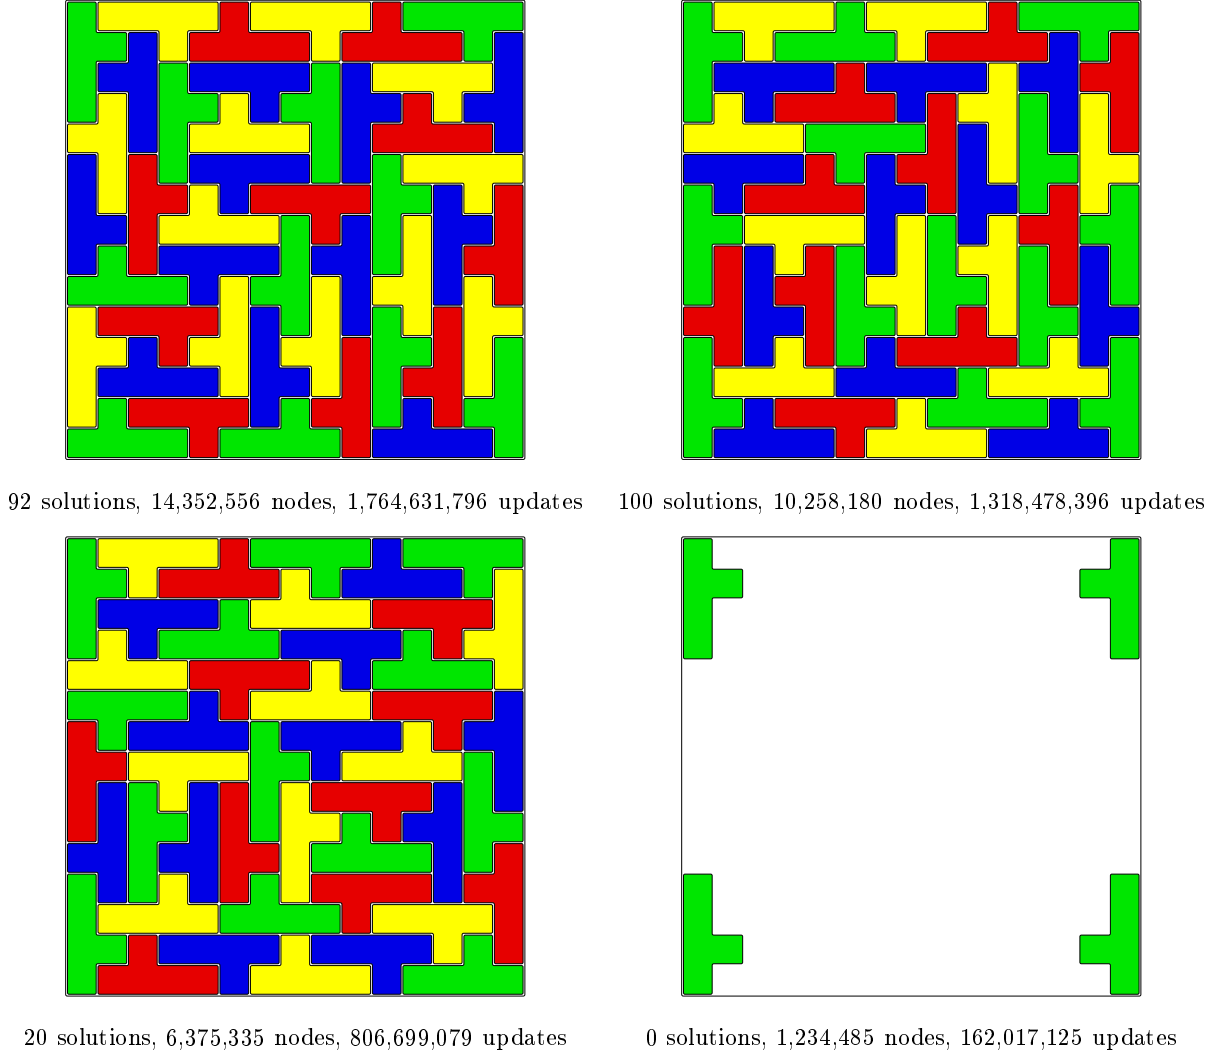 92 solutions, 14,352,556 nodes, 1,764,631,796 updates
100 solutions, 10,258,180 nodes, 1,318,478,396 updates
20 solutions, 6,375,335 nodes, 806,699,079 updates
0 solutions, 1,234,485 nodes, 162,017,125 updates